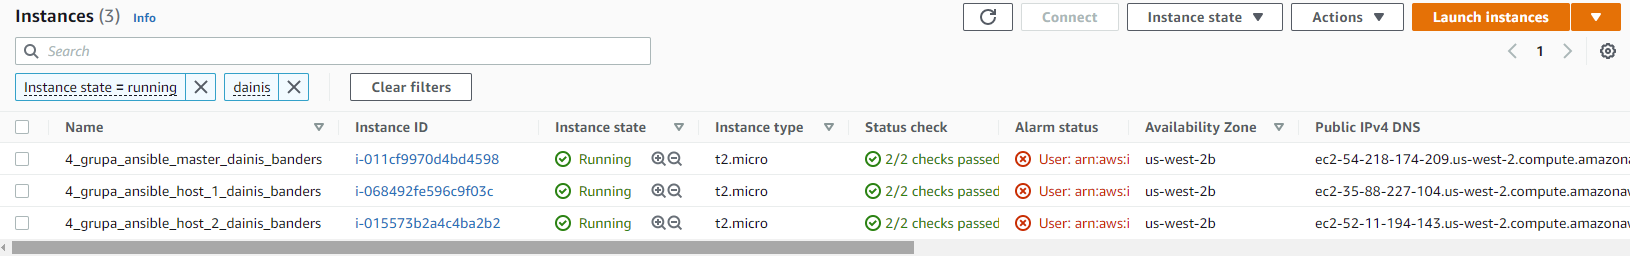 Instances (3) Info
Connect Instance state Actions Launch instances
Search
1
Instance state = running dainis Clear filters
Name Instance ID Instance state Instance type Status check Alarm status Availability Zone Public IPv4 DNS
4_grupa_ansible_master_dainis_banders i-011cf9970d4bd4598 Running t2.micro 2/2 checks passed User: arn:aws:i us-west-2b ec2-54-218-174-209.us-west-2.compute.amazona
4_grupa_ansible_host_1_dainis_banders i-068492fe596c9f03c Running t2.micro 2/2 checks passed User: arn:aws:i us-west-2b ec2-35-88-227-104.us-west-2.compute.amazona
4_grupa_ansible_host_2_dainis_banders i-015573b2a4c4ba2b2 Running t2.micro 2/2 checks passed User: arn:aws:i us-west-2b ec2-52-11-194-143.us-west-2.compute.amazona